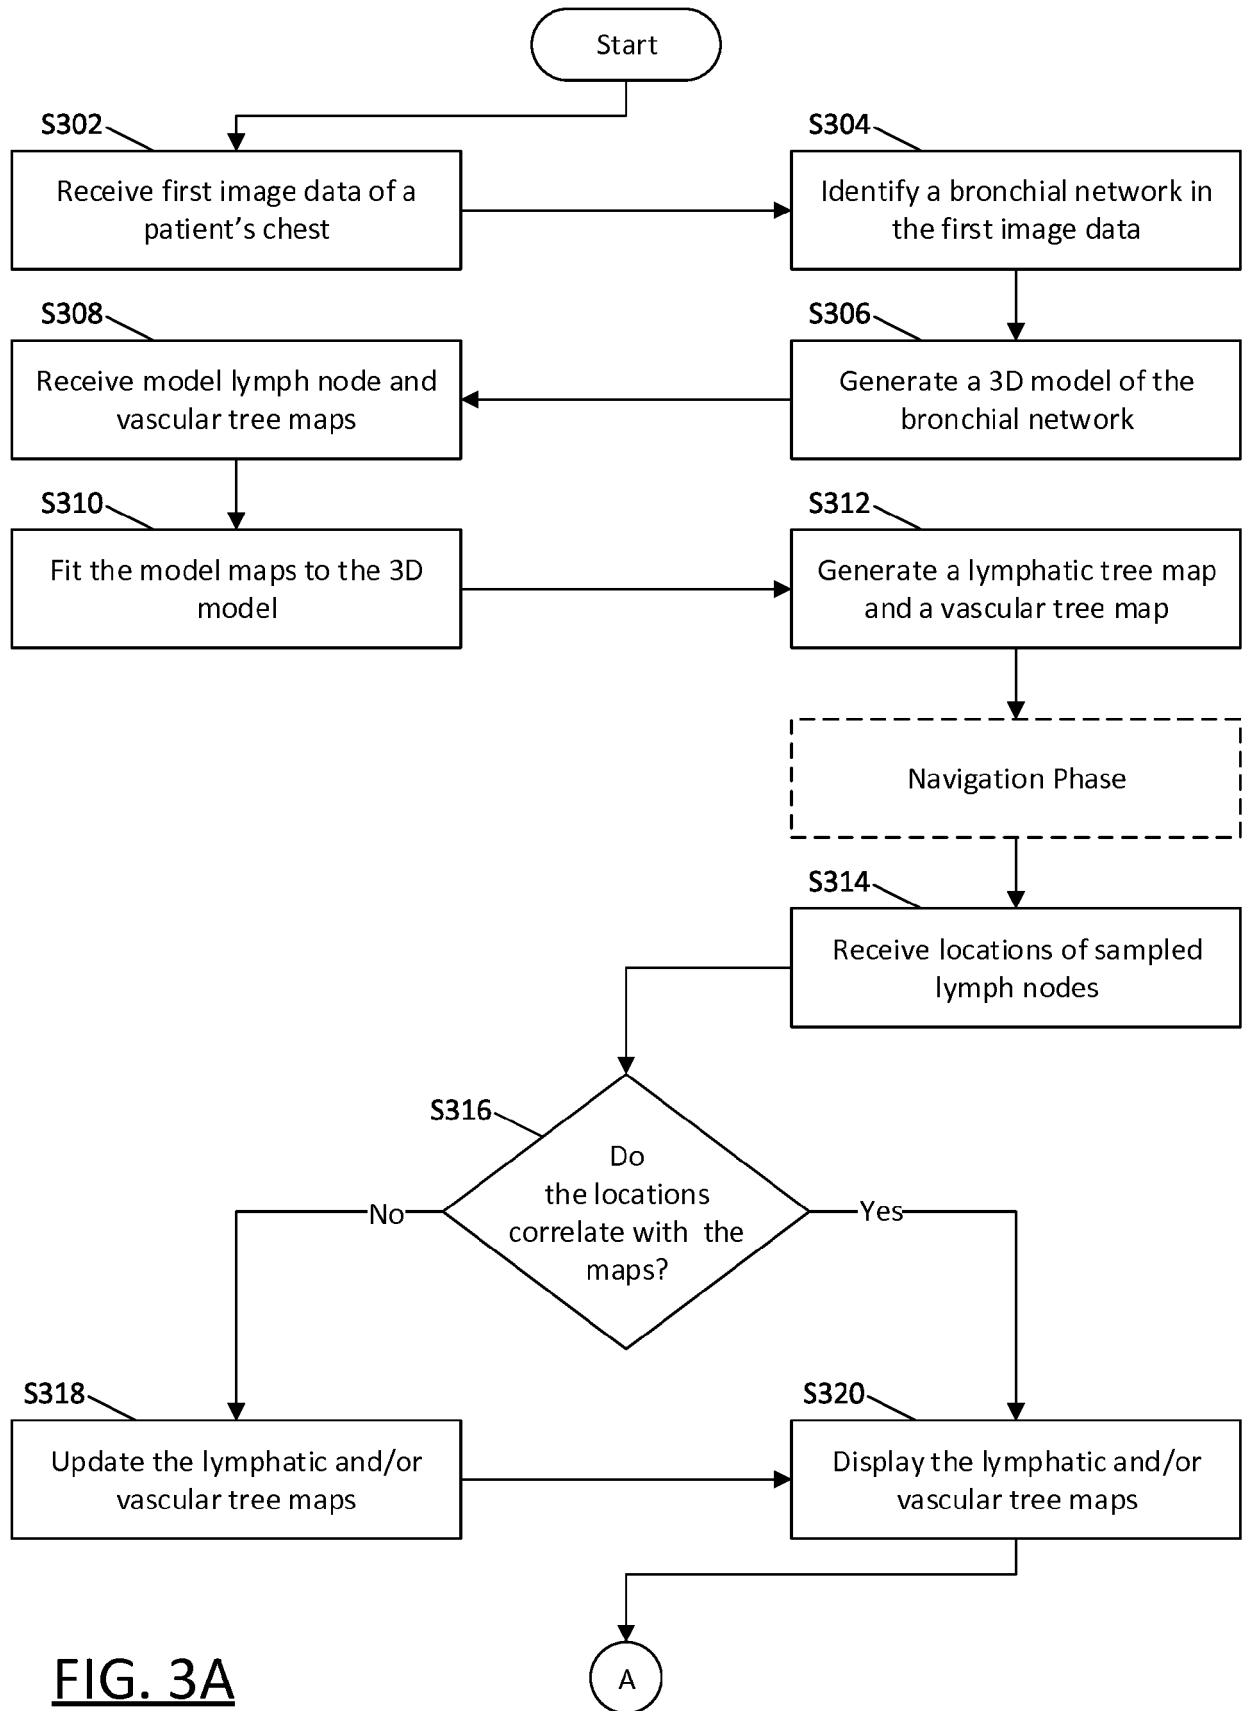 Start
S302
Receive first image data of a
patient's chest
S304
Identify a bronchial network in
the first image data
S308
Receive model lymph node and
vascular tree maps
S306
Generate a 3D model of the
bronchial network
S310
Fit the model maps to the 3D
model
S312
Generate a lymphatic tree map
and a vascular tree map
Navigation Phase
S314
Receive locations of sampled
lymph nodes
S316
Do
the locations
correlate with the
maps?
No
Yes
S318
Update the lymphatic and/or
vascular tree maps
S320
Display the lymphatic and/or
vascular tree maps
A
FIG. 3A